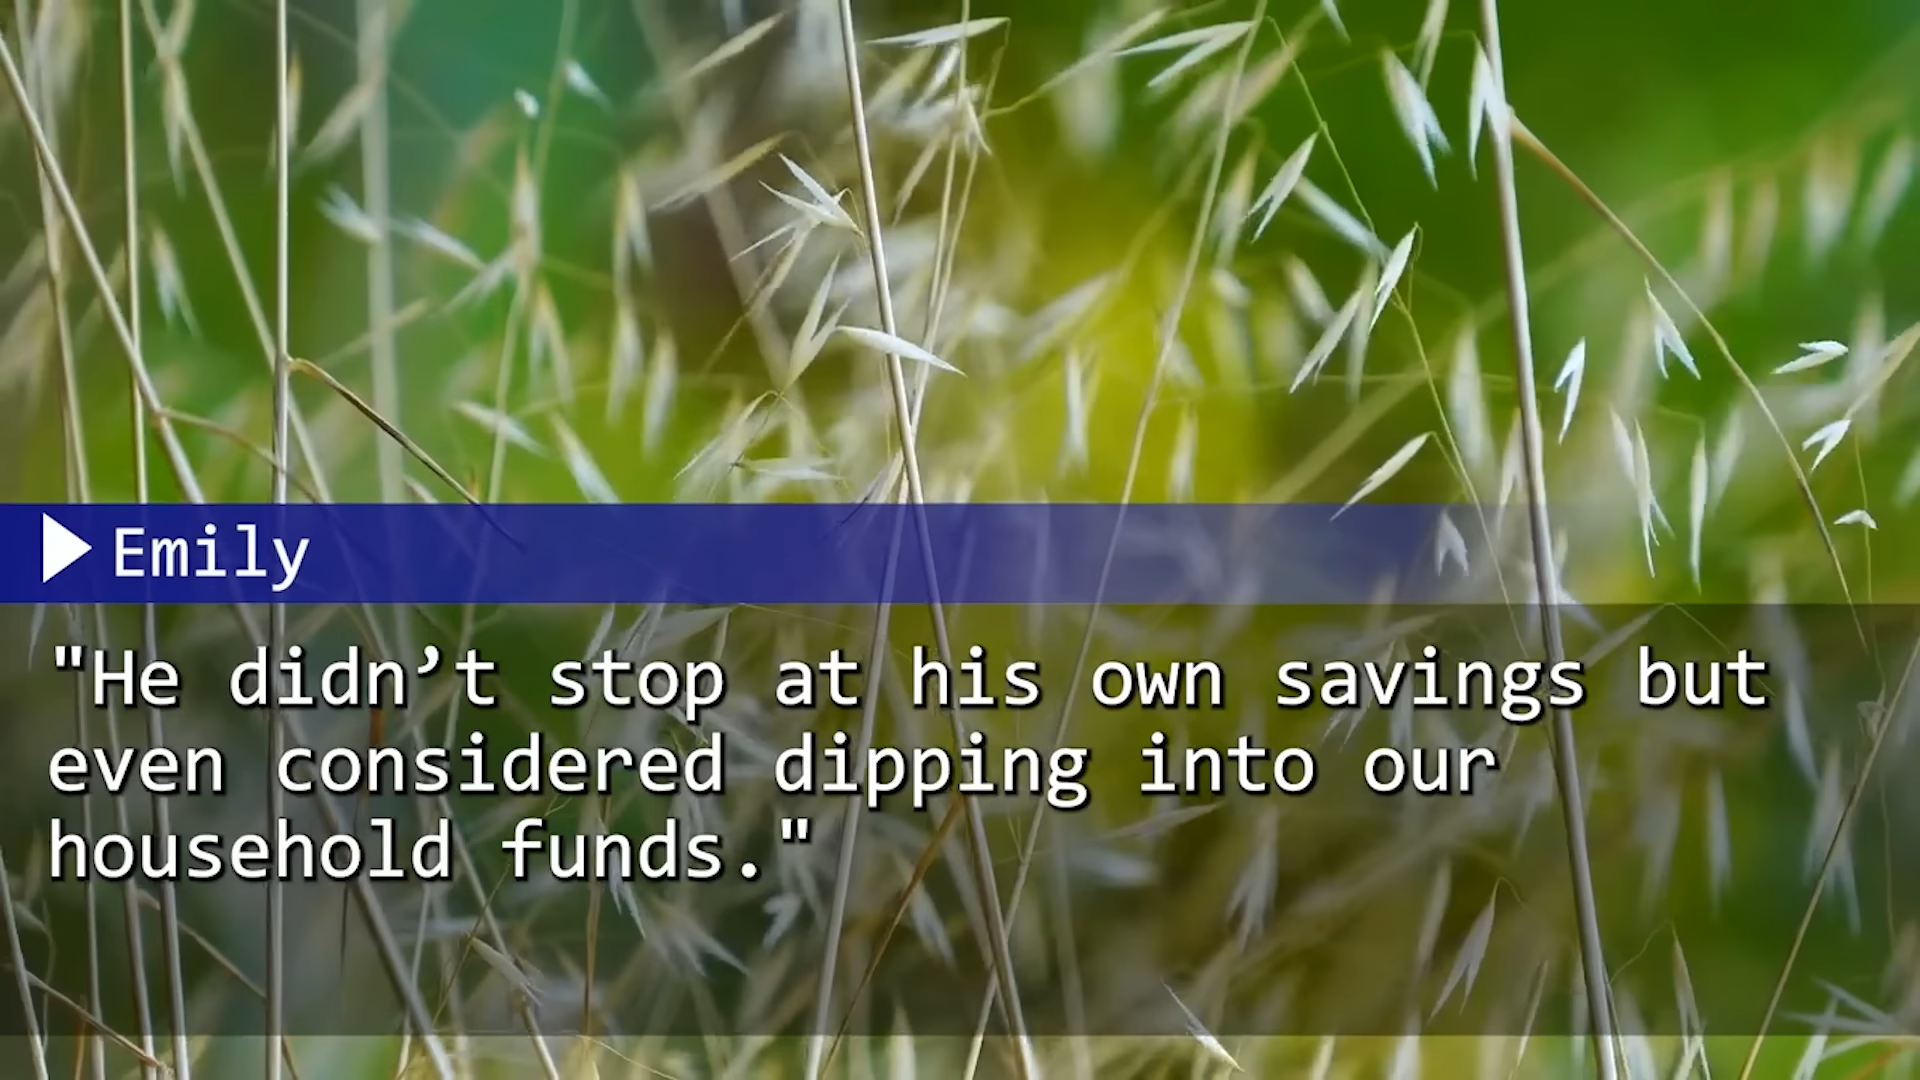 Emily
"He didn’t stop at his own savings but
even considered dipping into our
household funds."